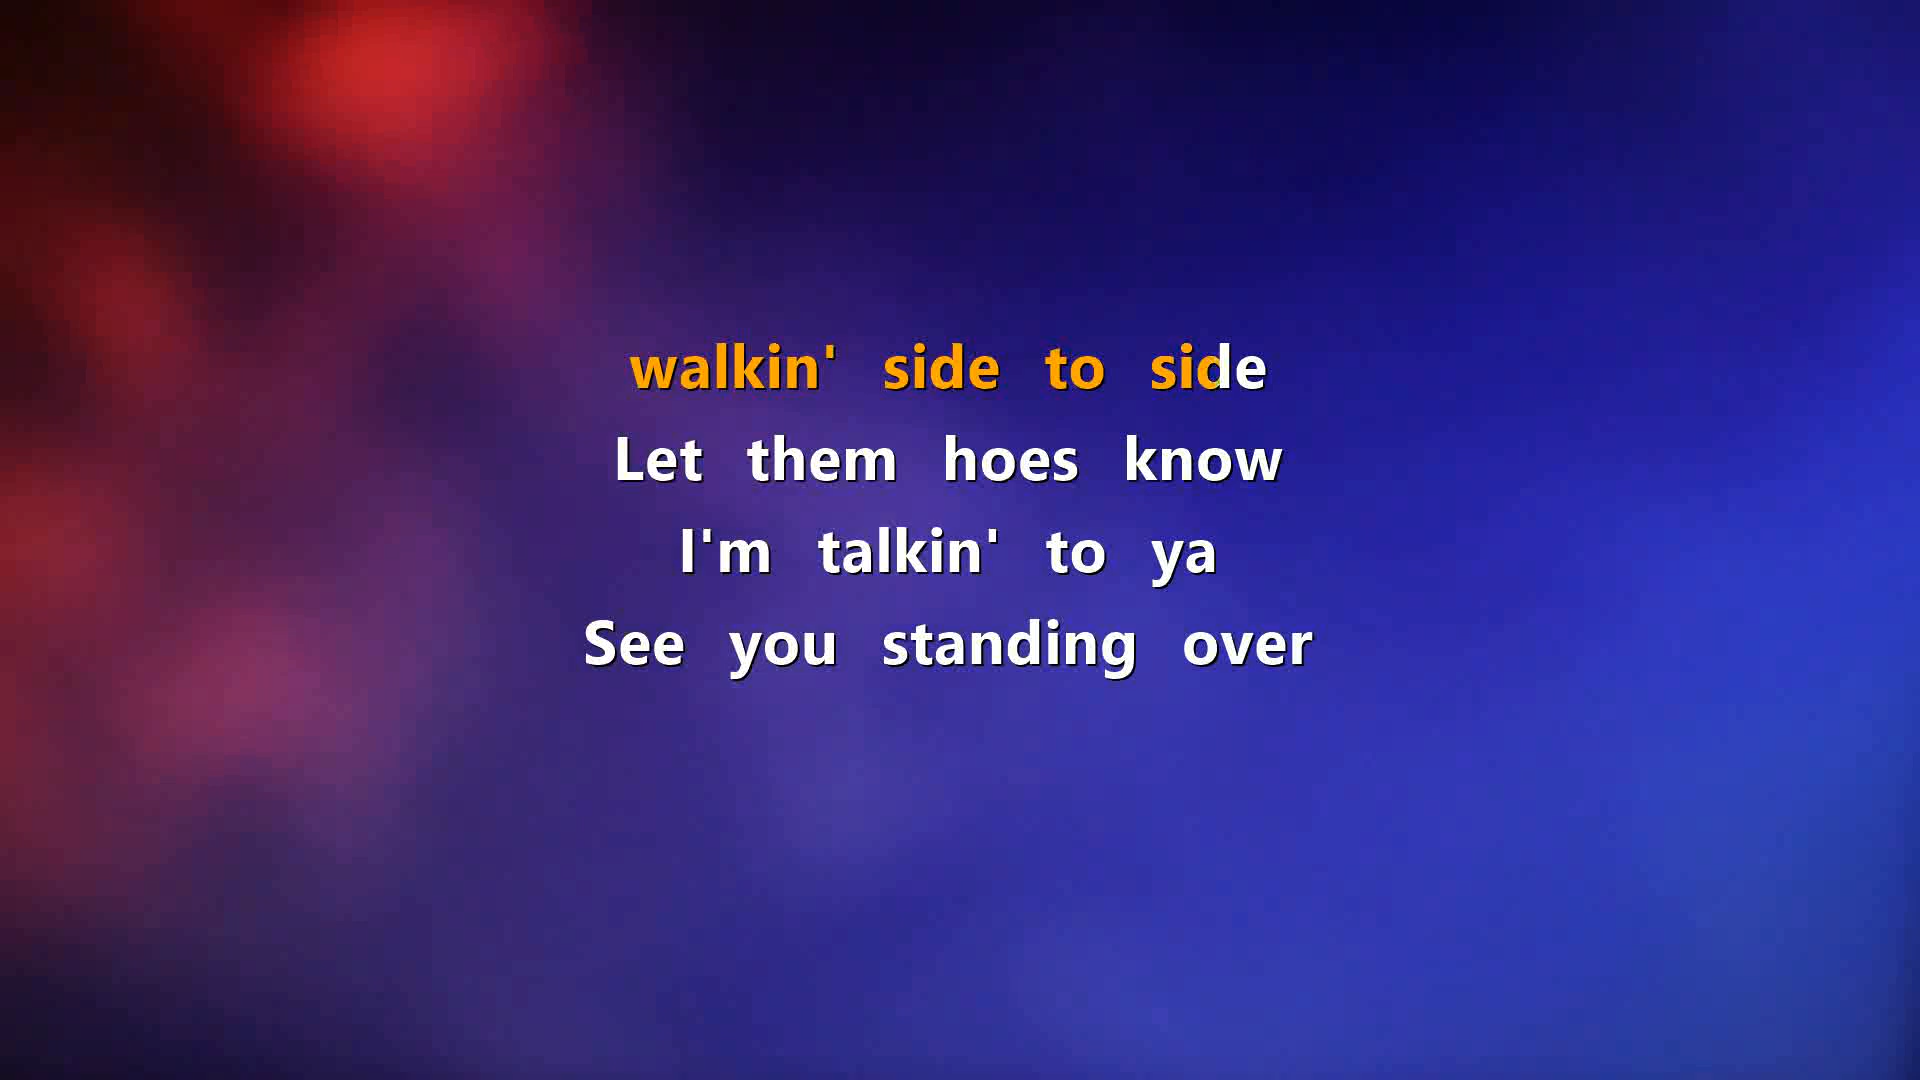 walkin' side to side
Let them hoes know
I'm talkin' to ya
See you standing over